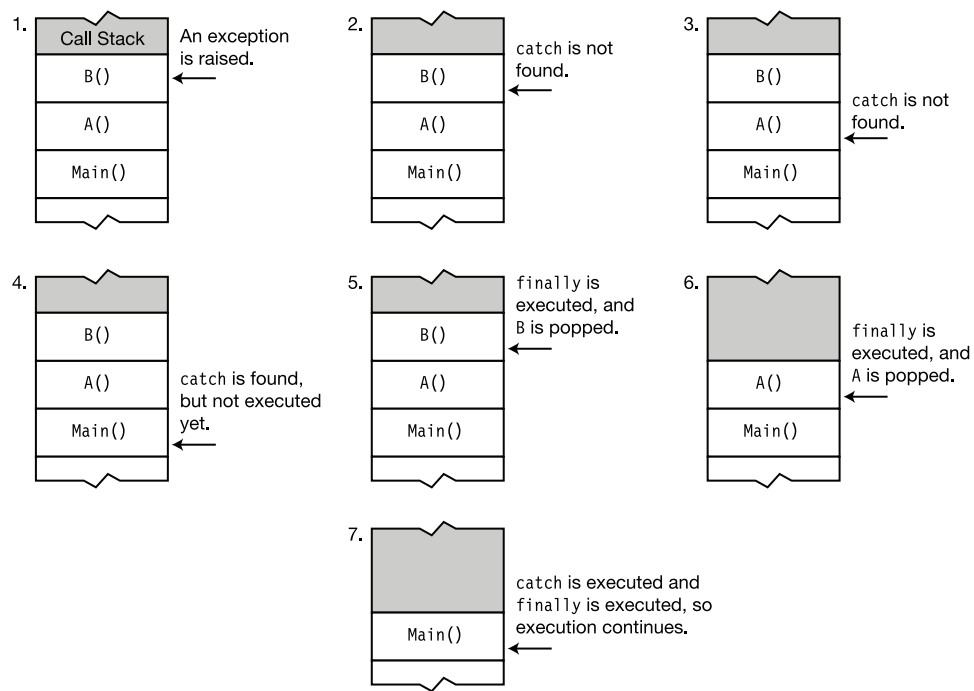 1.
Call Stack
B()
A()
Main()
An exception
is raised.
2.
B()
A()
Main()
catch is not
found.
3.
B()
A()
Main()
catch is not
found.
4.
B()
A()
Main()
catch is found,
but not executed
yet.
5.
B()
A()
Main()
finally is
executed, and
B is popped.
6.
A()
Main()
finally is
executed, and
A is popped.
7.
Main()
catch is executed and
finally is executed, so
execution continues.